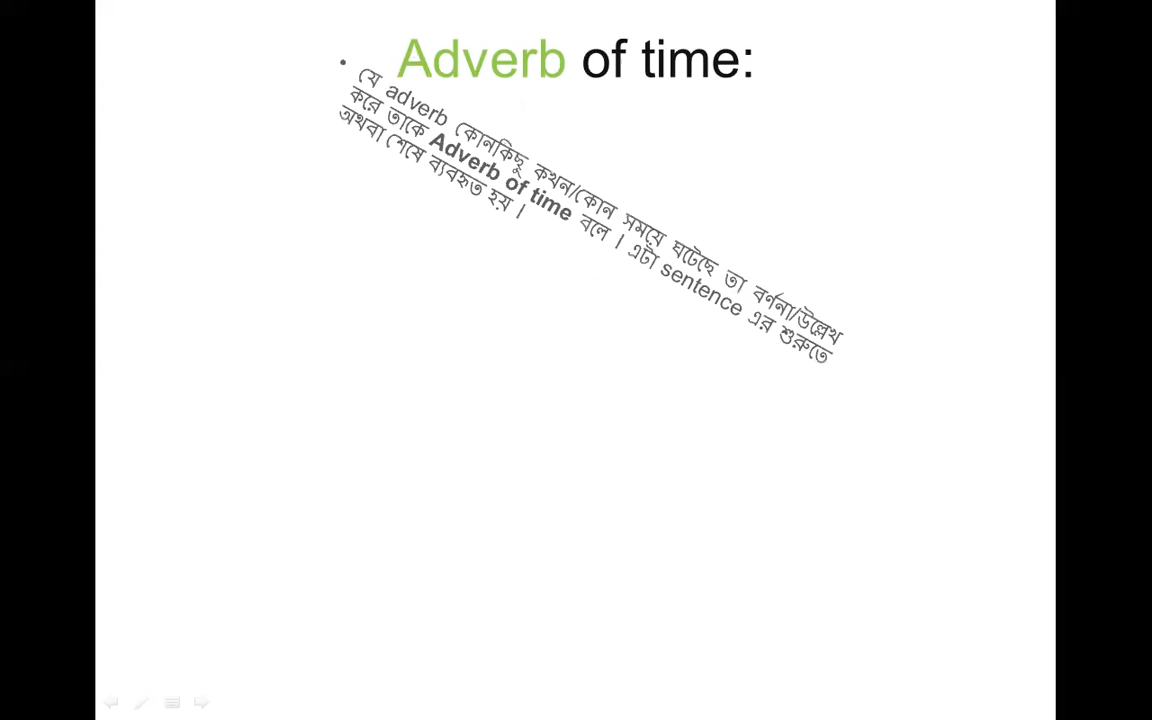 Adverb of time:
• যে adverb কোনকিছু কখন/কোন সময়ে ঘটেছে তা বর্ণনা/উল্লেখ
করে তাকে Adverb of time বলে । এটা sentence এর শুরুতে
অথবা শেষে ব্যবহৃত হয় ।